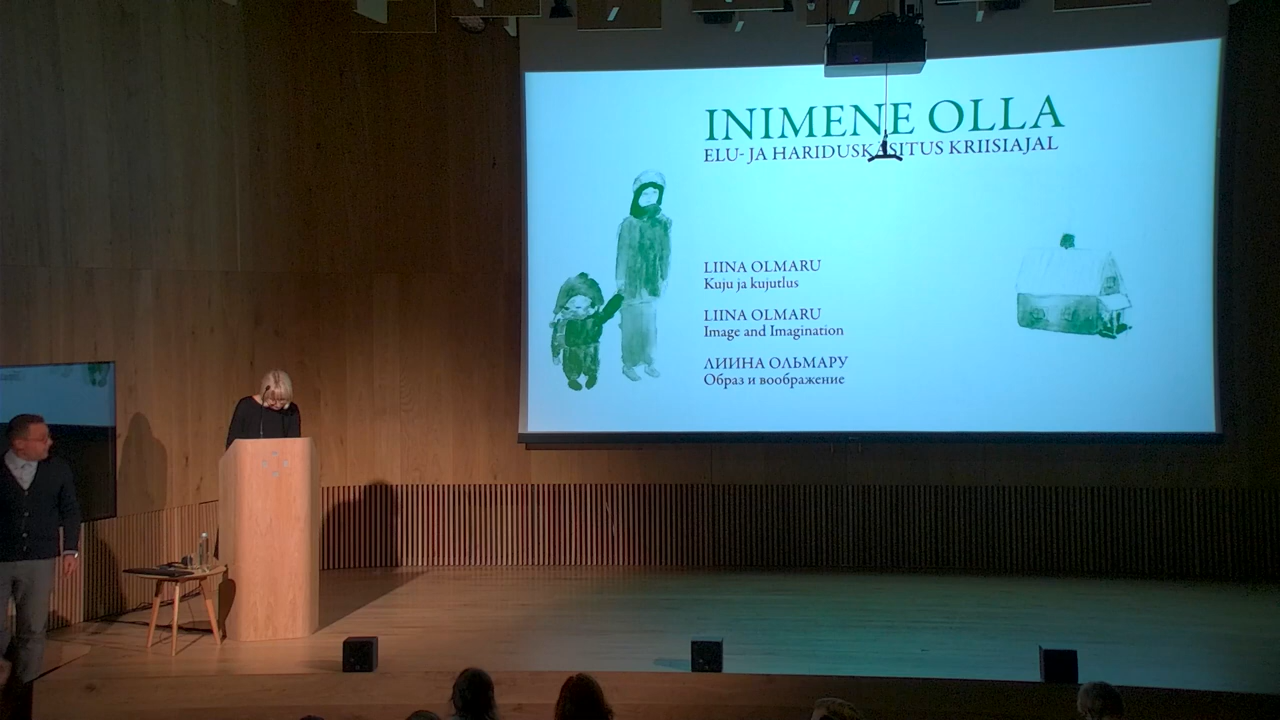 INIMENE OLLA
ELU- JA HARIDUSKÄSITUS KRIISIAJAL
LIINA OLMARU
Kuju ja kujutlus
LIINA OLMARU
Image and Imagination
ЛИИНА ОЛЬМАРУ
Образ и воображение